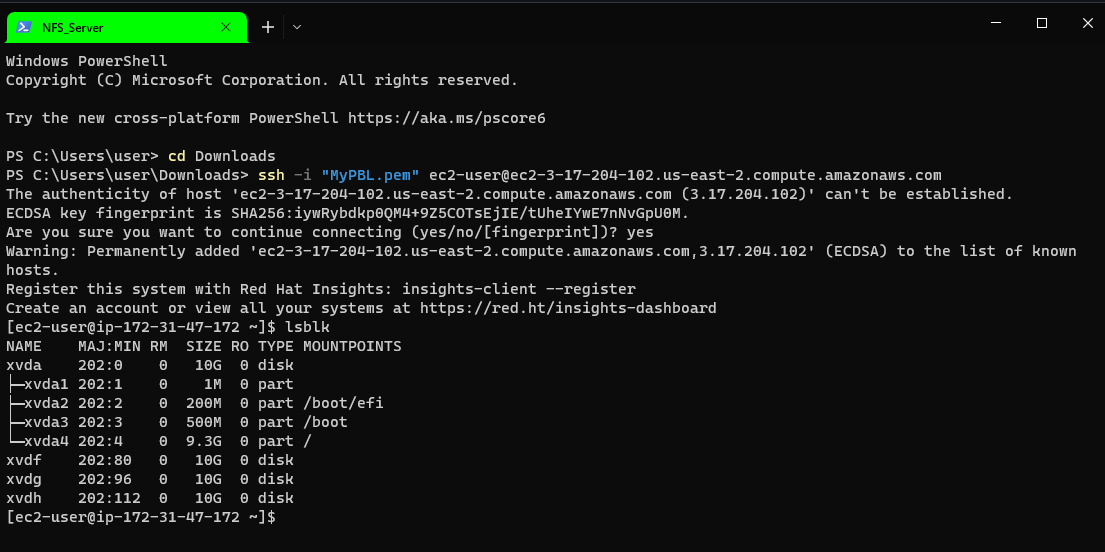 NFS_Server
Windows PowerShell
Copyright (C) Microsoft Corporation. All rights reserved.
Try the new cross-platform PowerShell https://aka.ms/pscore6
PS C:\Users\user> cd Downloads
PS C:\Users\user\Downloads> ssh -i "MyPBL.pem" ec2-user@ec2-3-17-204-102.us-east-2.compute.amazonaws.com
The authenticity of host 'ec2-3-17-204-102.us-east-2.compute.amazonaws.com (3.17.204.102)' can't be established.
ECDSA key fingerprint is SHA256:iywRybdkp0QM4+9Z5COTsEjIE/tUheIYwE7nNvGpU0M.
Are you sure you want to continue connecting (yes/no/[fingerprint])? yes
Warning: Permanently added 'ec2-3-17-204-102.us-east-2.compute.amazonaws.com,3.17.204.102' (ECDSA) to the list of known
hosts.
Register this system with Red Hat Insights: insights-client --register
Create an account or view all your systems at https://red.ht/insights-dashboard
[ec2-user@ip-172-31-47-172 ~]$ lsblk
NAME    MAJ:MIN RM  SIZE RO TYPE MOUNTPOINTS
xvda    202:0    0   10G  0 disk
├─xvda1 202:1    0    1M  0 part
├─xvda2 202:2    0  200M  0 part /boot/efi
├─xvda3 202:3    0  500M  0 part /boot
└─xvda4 202:4    0  9.3G  0 part /
xvdf    202:80   0   10G  0 disk
xvdg    202:96   0   10G  0 disk
xvdh    202:112  0   10G  0 disk
[ec2-user@ip-172-31-47-172 ~]$